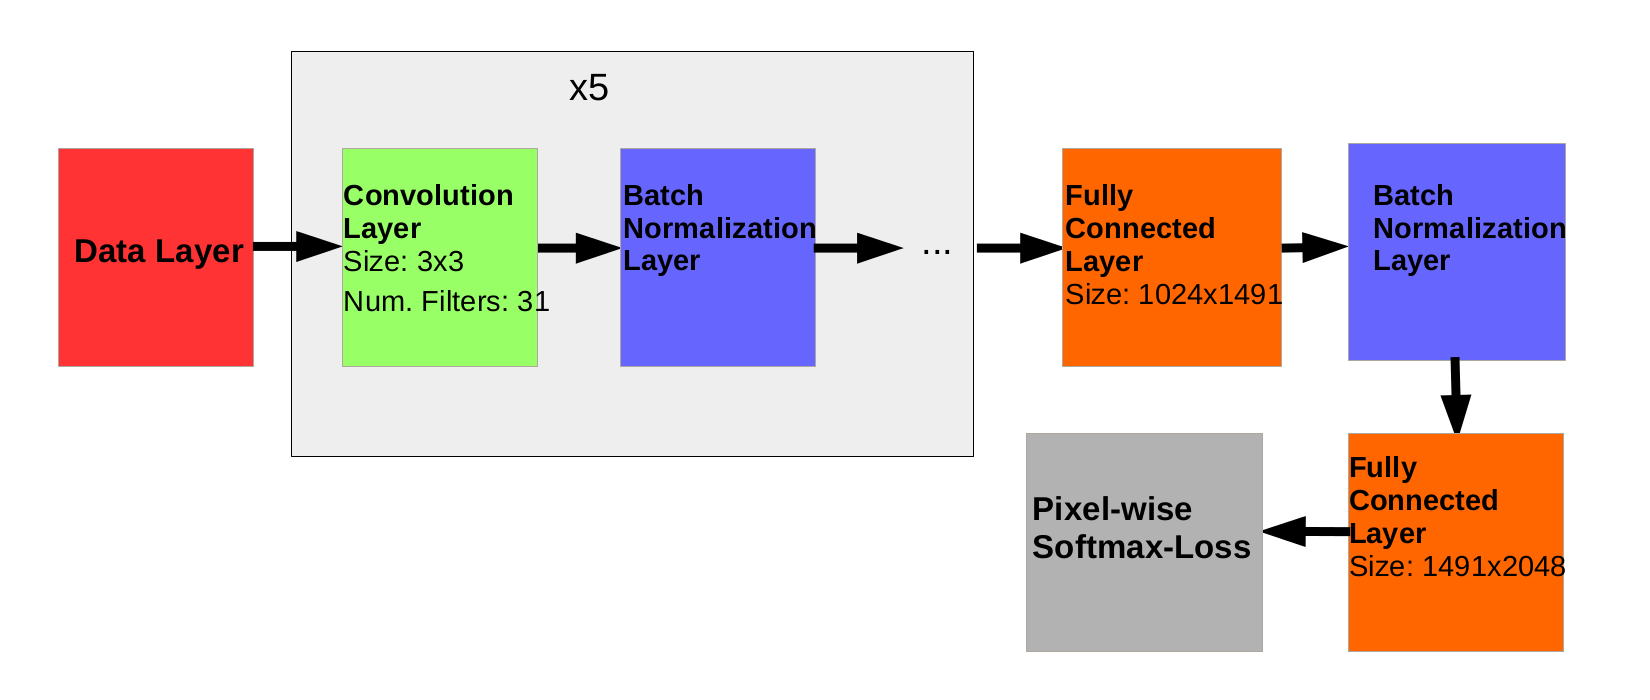 x5
Data Layer
Convolution
Layer
Size: 3x3
Num. Filters: 31
Batch
Normalization
Layer
...
Fully
Connected
Layer
Size: 1024x1491
Batch
Normalization
Layer
Fully
Connected
Layer
Size: 1491x2048
Pixel-wise
Softmax-Loss